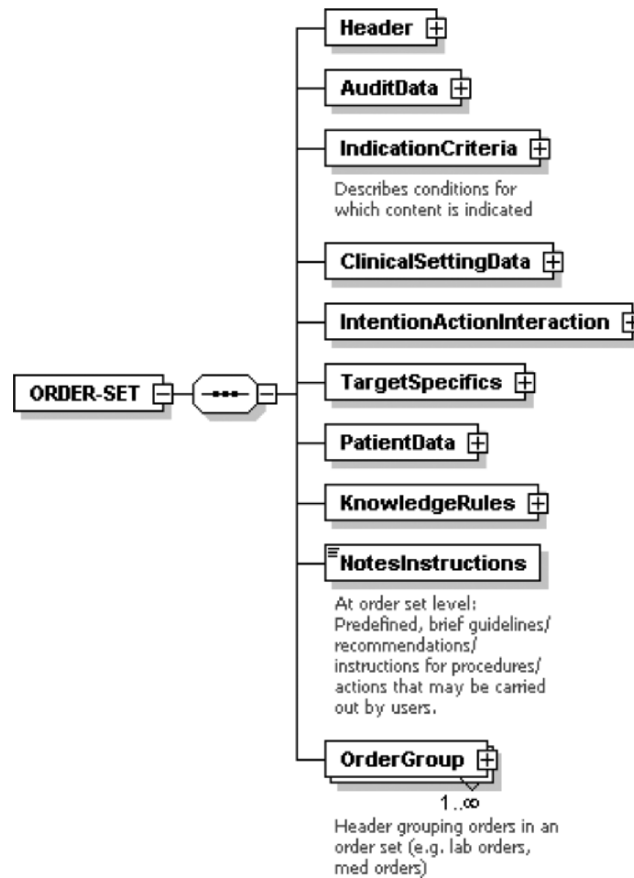 Header
AuditData
IndicationCriteria
Describes conditions for
which content is indicated
ClinicalSettingData
IntentionActionInteraction
ORDER-SET
TargetSpecifics
PatientData
KnowledgeRules
NotesInstructions
At order set level:
Predefined, brief guidelines/
recommendations/
instructions for procedures/
actions that may be carried
out by users.
OrderGroup
1..∞
Header grouping orders in an
order set (e.g. lab orders,
med orders)